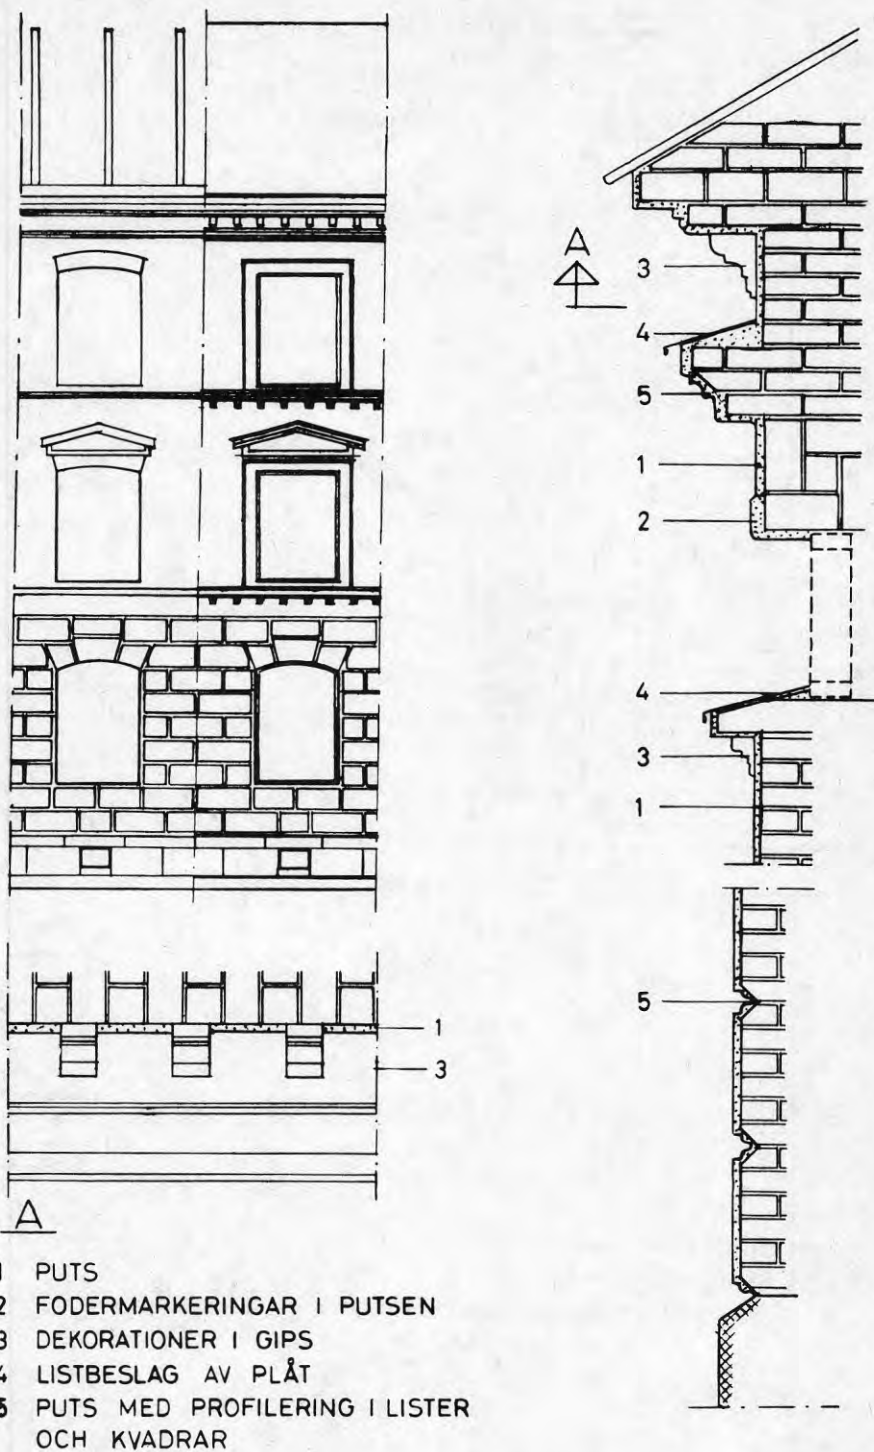 A
3
4
5
1
2
4
3
1
5
1
3
A
1 PUTS
2 FODERMARKERINGAR I PUTSEN
3 DEKORATIONER I GIPS
4 LISTBESLAG AV PLÅT
5 PUTS MED PROFILERING I LISTER
OCH KVADRAR